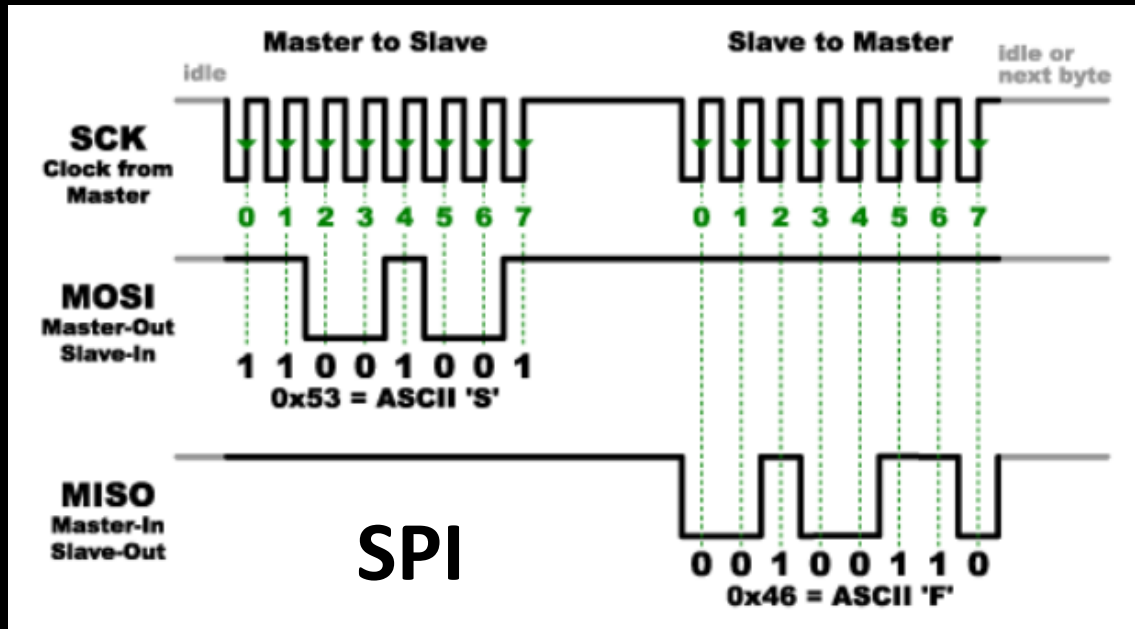 Master to Slave
Slave to Master
idle
idle or
next byte
SCK
Clock from
Master
0 1 2 3 4 5 6 7
0 1 2 3 4 5 6 7
MOSI
Master-Out
Slave-In
1 1 0 0 1 0 0 1
0x53 = ASCII 'S'
MISO
Master-In
Slave-Out
SPI
0 0 1 0 0 1 1 0
0x46 = ASCII 'F'